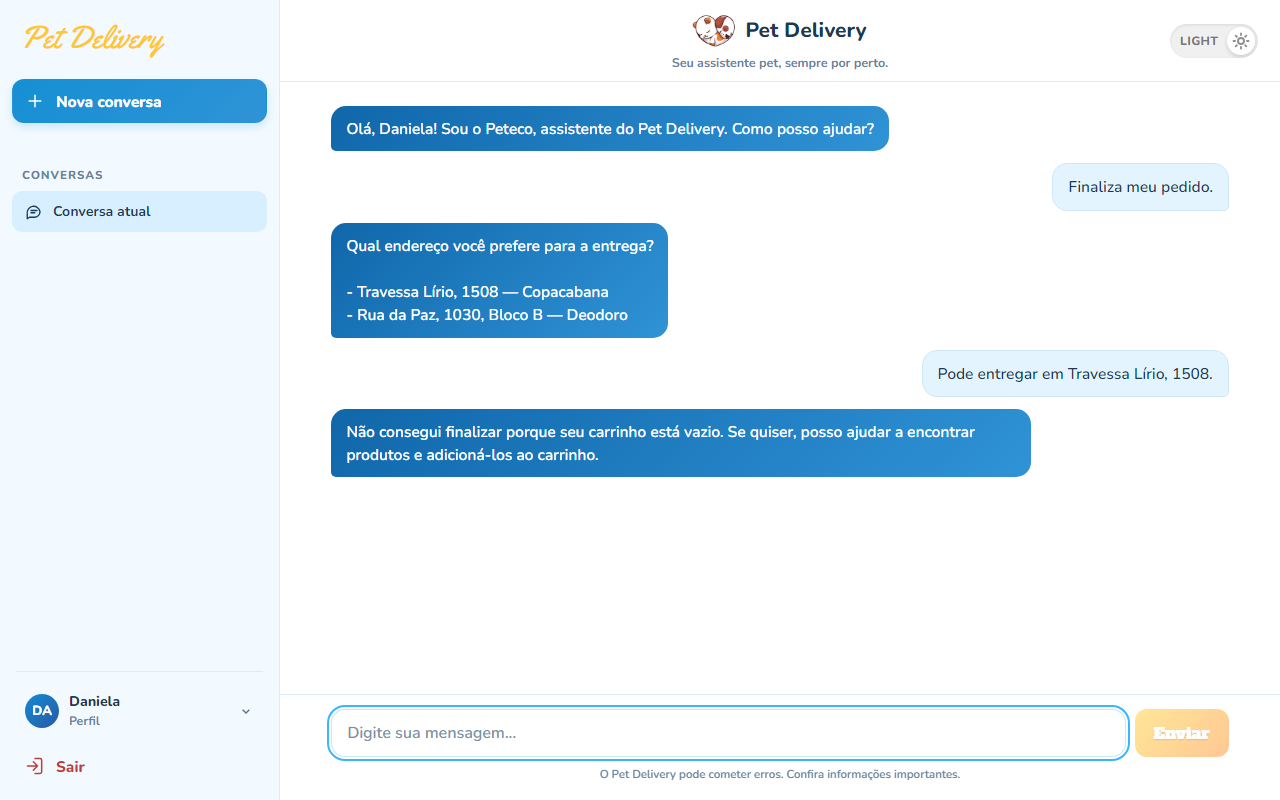 Pet Delivery
Nova conversa
CONVERSAS
Conversa atual
DA
Daniela
Perfil
Sair
Pet Delivery
Seu assistente pet, sempre por perto.
LIGHT
Olá, Daniela! Sou o Peteco, assistente do Pet Delivery. Como posso ajudar?
Finaliza meu pedido.
Qual endereço você prefere para a entrega?
- Travessa Lírio, 1508 — Copacabana
- Rua da Paz, 1030, Bloco B — Deodoro
Pode entregar em Travessa Lírio, 1508.
Não consegui finalizar porque seu carrinho está vazio. Se quiser, posso ajudar a encontrar
produtos e adicioná-los ao carrinho.
Digite sua mensagem...
Enviar
O Pet Delivery pode cometer erros. Confira informações importantes.